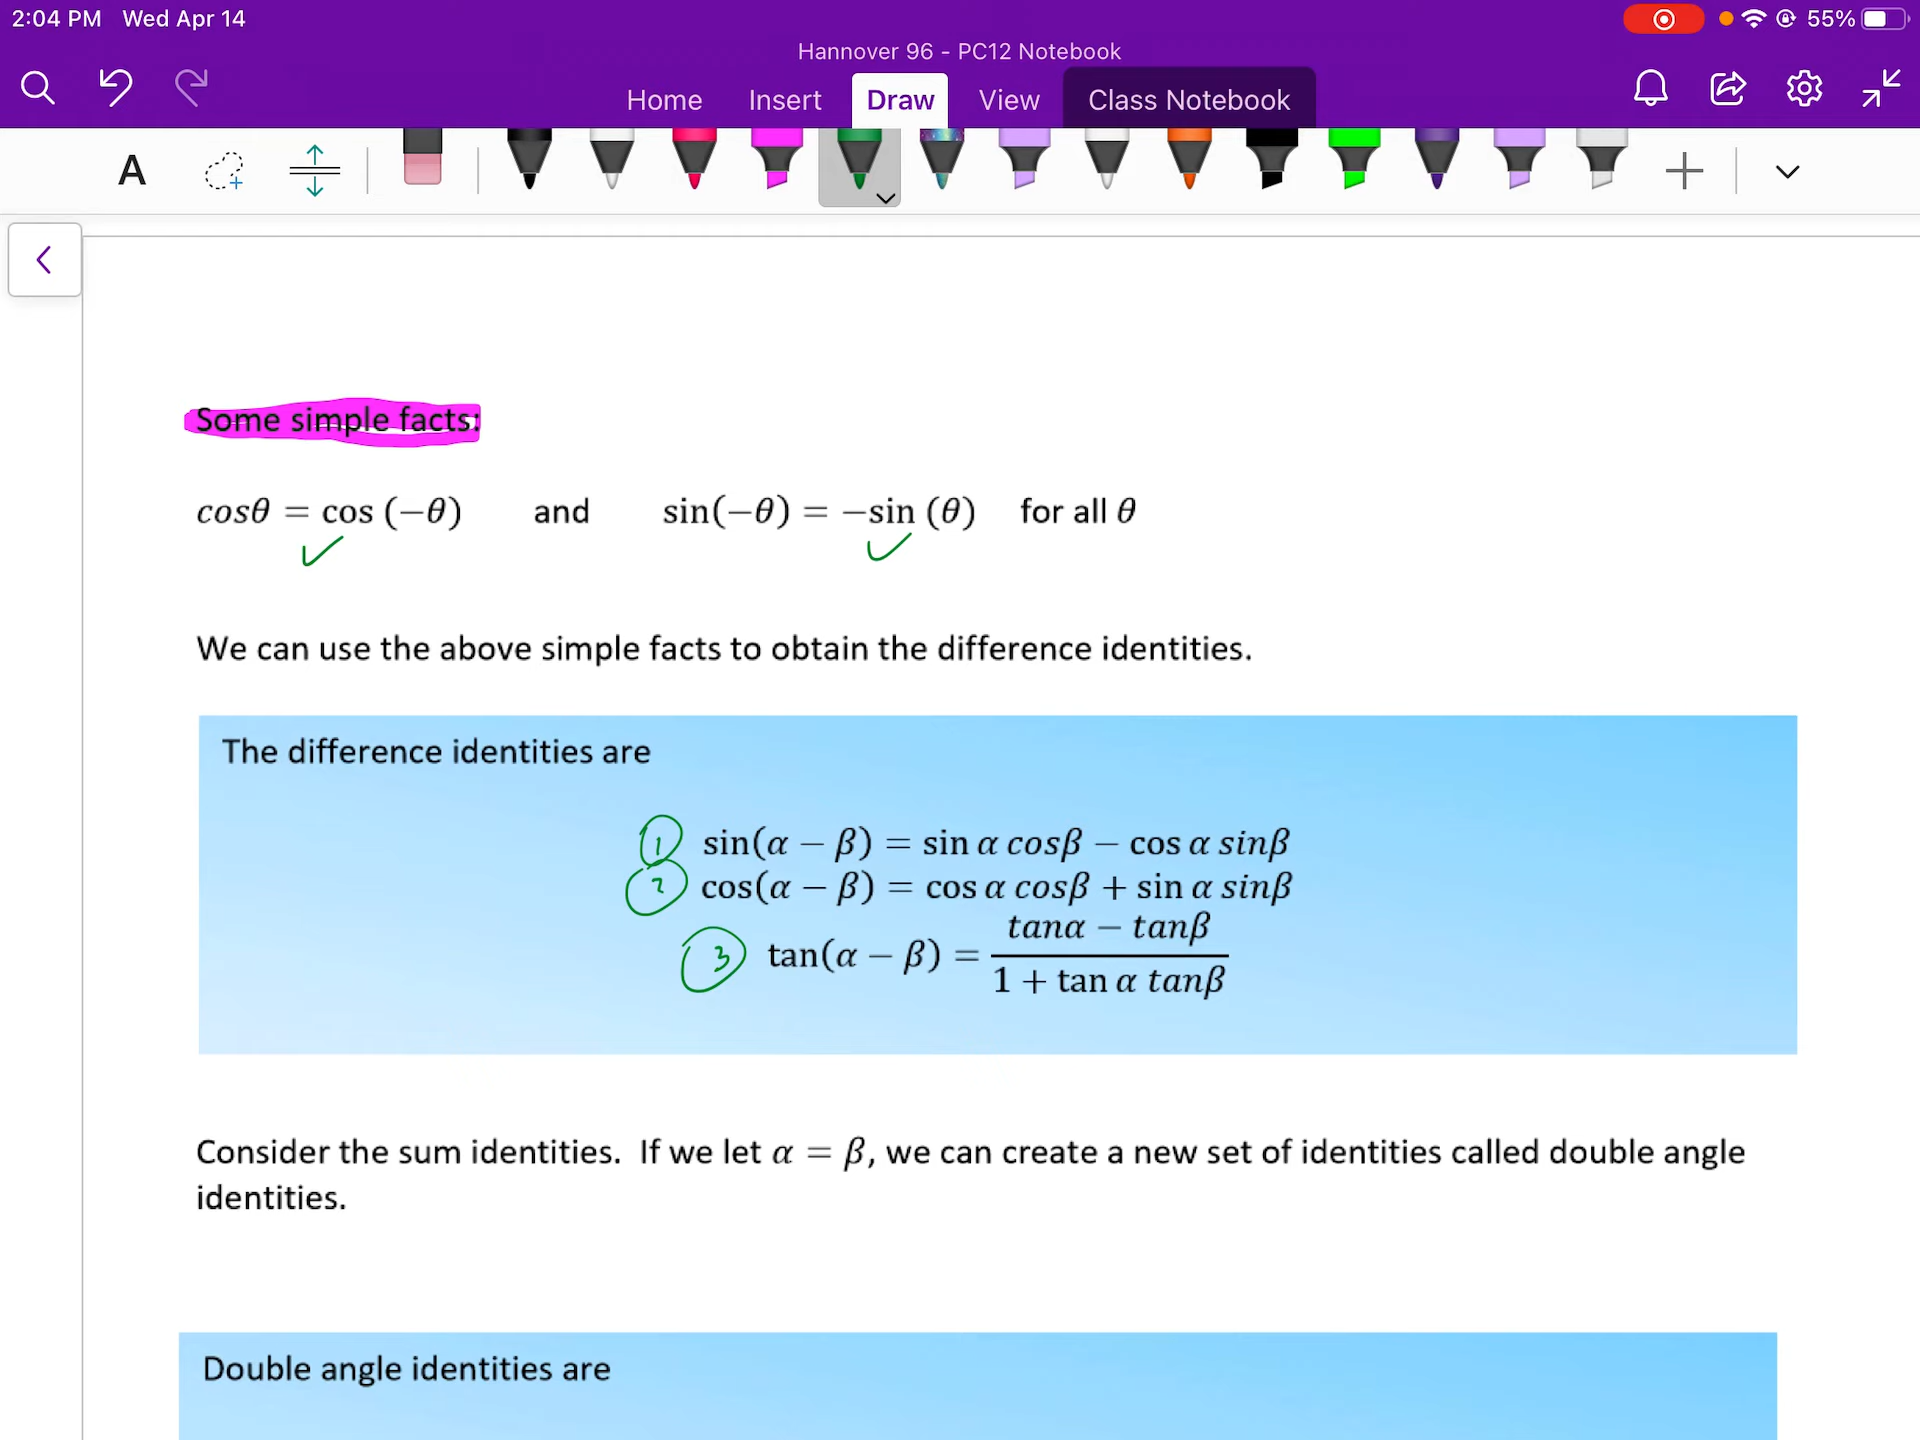 2:04 PM Wed Apr 14
55%
Hannover 96 - PC12 Notebook
Home Insert Draw View Class Notebook
A
Some simple facts:
cosθ = cos (−θ) and sin(−θ) = −sin (θ) for all θ
We can use the above simple facts to obtain the difference identities.
The difference identities are
1 sin(α − β) = sin α cosβ − cos α sinβ
2 cos(α − β) = cos α cosβ + sin α sinβ
3 tan(α − β) = tanα − tanβ
1 + tan α tanβ
Consider the sum identities. If we let α = β, we can create a new set of identities called double angle
identities.
Double angle identities are